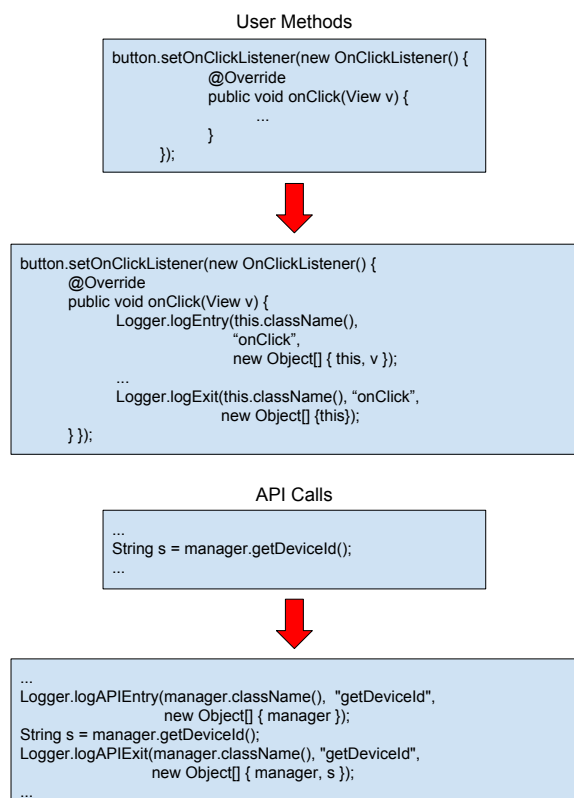 User Methods
button.setOnClickListener(new OnClickListener() {
@Override
public void onClick(View v) {
...
}
});
button.setOnClickListener(new OnClickListener() {
@Override
public void onClick(View v) {
Logger.logEntry(this.className(),
“onClick”,
new Object[] { this, v });
...
Logger.logExit(this.className(), “onClick”,
new Object[] {this});
} });
API Calls
...
String s = manager.getDeviceId();
...
...
Logger.logAPIEntry(manager.className(), "getDeviceId",
new Object[] { manager });
String s = manager.getDeviceId();
Logger.logAPIExit(manager.className(), "getDeviceId",
new Object[] { manager, s });
...